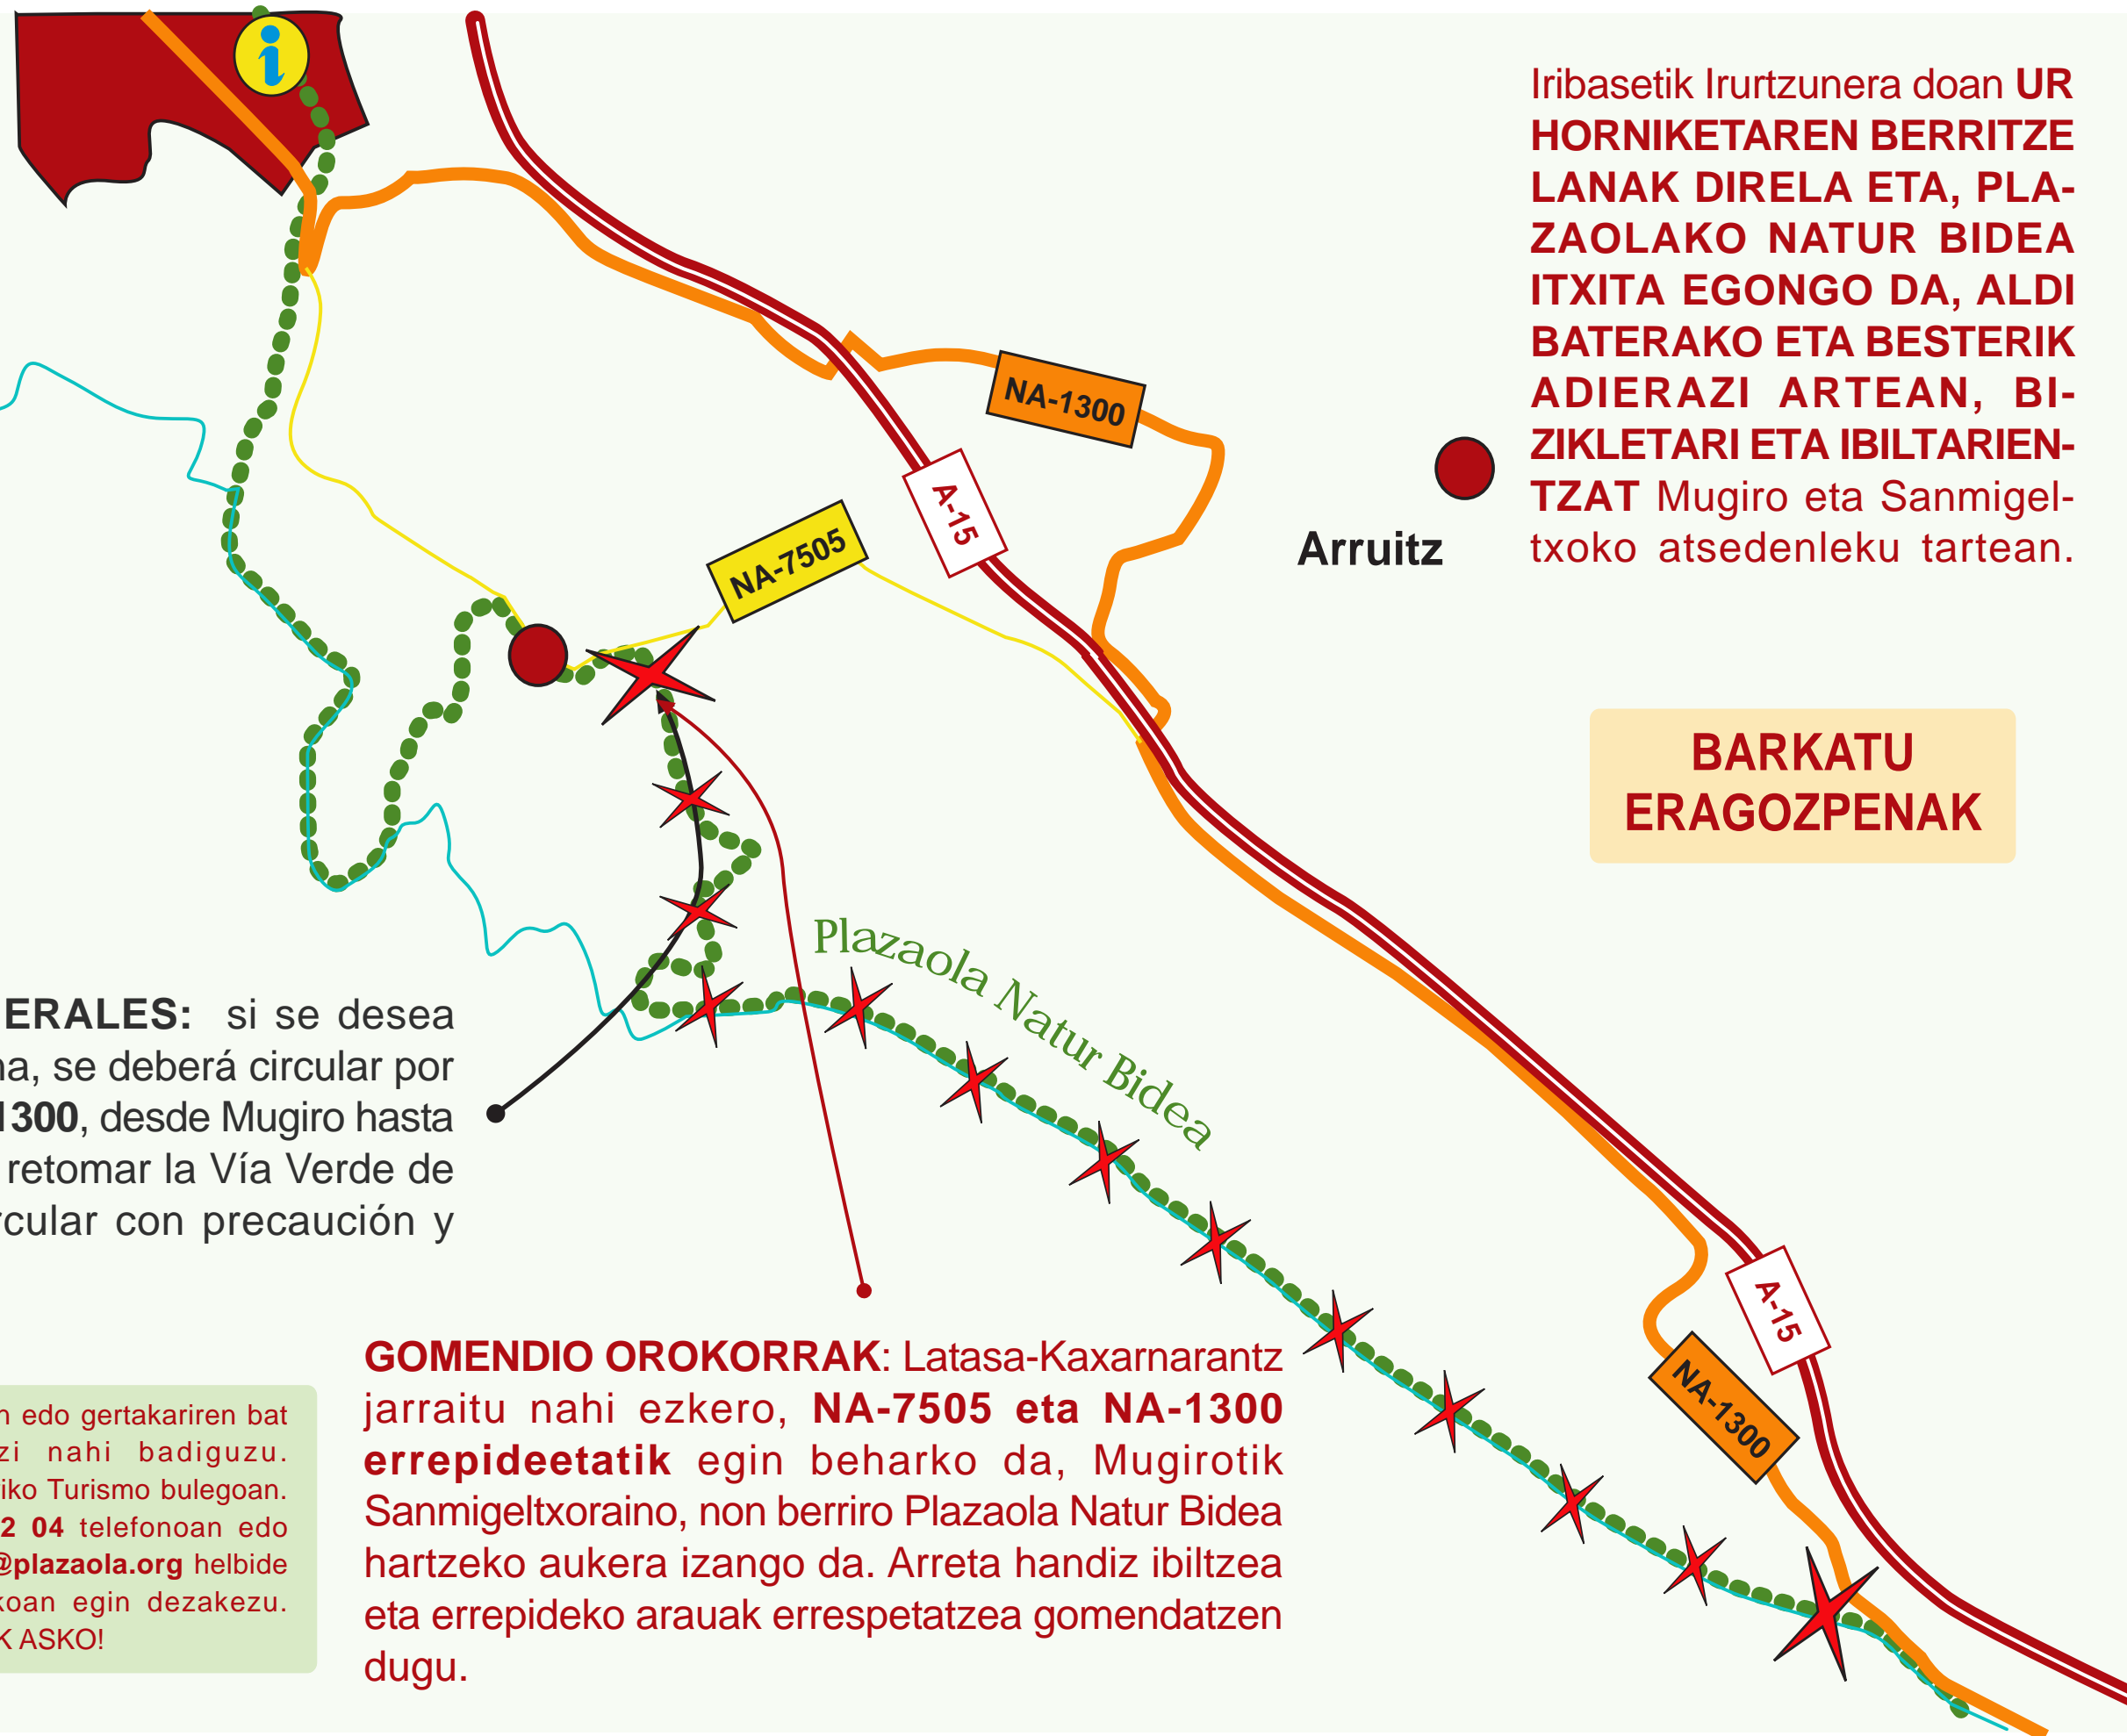 Iribasetik Irurtzunera doan UR
HORNIKETAREN BERRITZE
LANAK DIRELA ETA, PLA-
ZAOLAKO NATUR BIDEA
ITXITA EGONGO DA, ALDI
BATERAKO ETA BESTERIK
ADIERAZI ARTEAN, BI-
ZIKLETARI ETA IBILTARIEN-
TZAT Mugiro eta Sanmigel-
txoko atsedenleku tartean.
NA-1300
A-15
NA-7505
Arruitz
BARKATU
ERAGOZPENAK
Plazaola Natur Bidea
ERALES: si se desea
na, se deberá circular por
1300, desde Mugiro hasta
retomar la Vía Verde de
rcular con precaución y
A-15
NA-1300
GOMENDIO OROKORRAK: Latasa-Kaxarnarantz
jarraitu nahi ezkero, NA-7505 eta NA-1300
errepideetatik egin beharko da, Mugirotik
Sanmigeltxoraino, non berriro Plazaola Natur Bidea
hartzeko aukera izango da. Arreta handiz ibiltzea
eta errepideko arauak errespetatzea gomendatzen
dugu.
n edo gertakariren bat
zi nahi badiguzu.
riko Turismo bulegoan.
2 04 telefonoan edo
@plazaola.org helbide
koan egin dezakezu.
K ASKO!